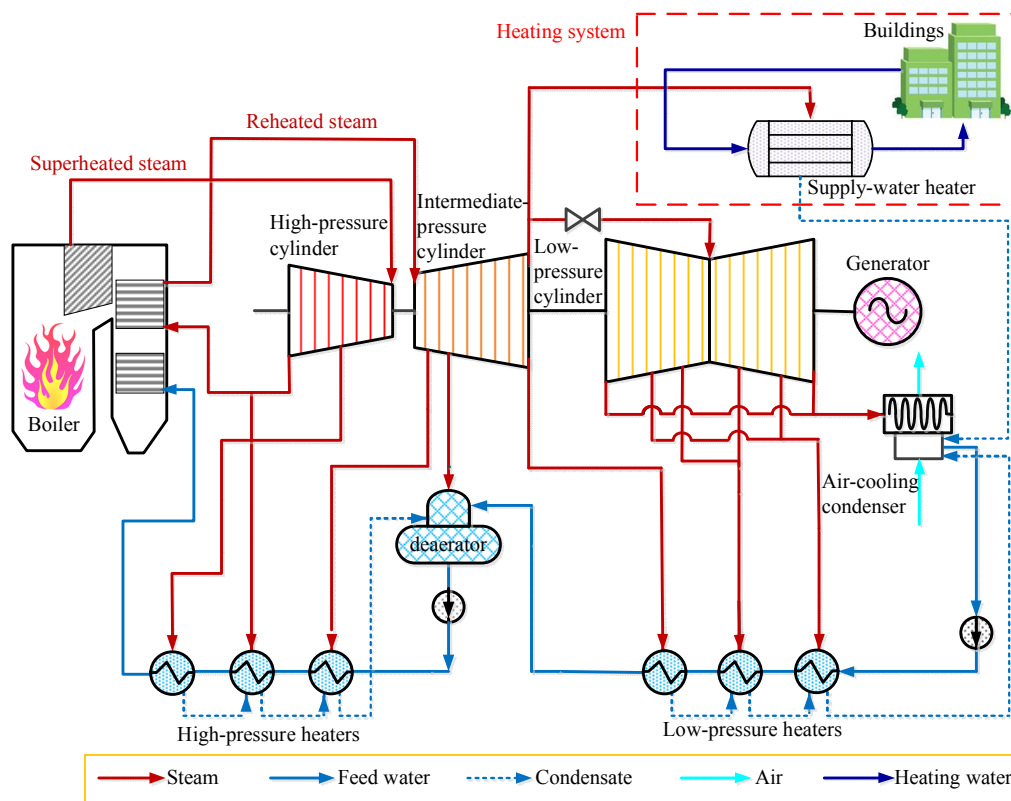 Heating system
Buildings
Reheated steam
Superheated steam
Supply-water heater
Intermediate-
pressure
cylinder
High-pressure
cylinder
Low-
pressure
cylinder
Generator
Boiler
Air-cooling
condenser
deaerator
High-pressure heaters
Low-pressure heaters
Steam
Feed water
Condensate
Air
Heating water